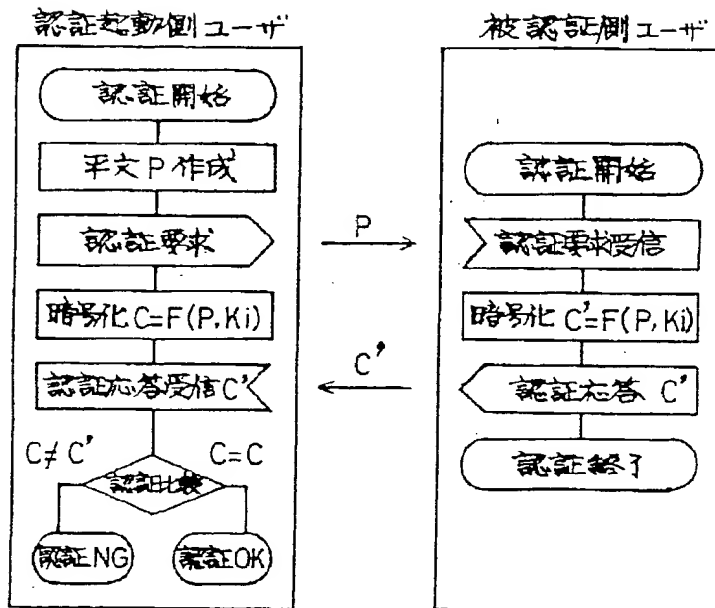 認証起動側ユーザ
認証開始
平文P作成
認証要求
暗号化C=F(P,Ki)
認証応答受信C'
C≠C'
C=C
認証比較
認証NG
認証OK
P
C'
被認証側ユーザ
認証開始
認証要求受信
暗号化C'=F(P,Ki)
認証応答 C'
認証終了